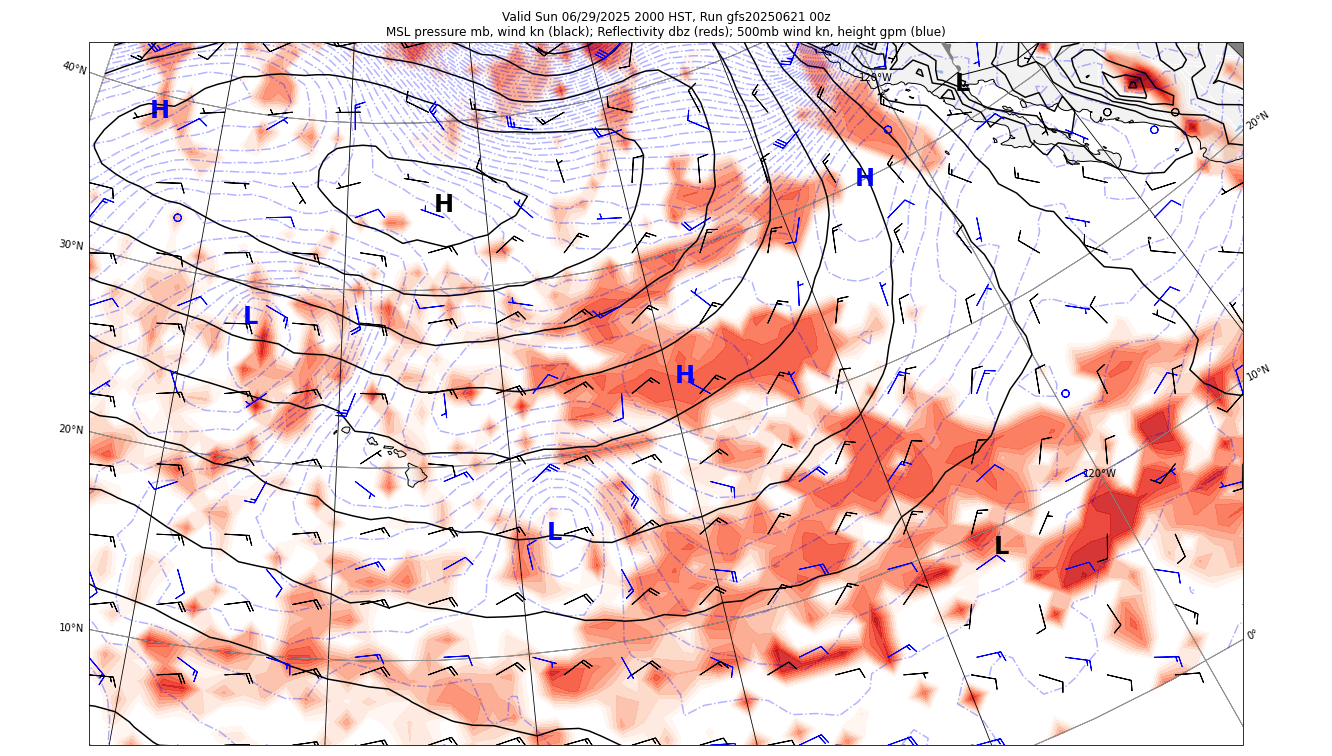 Valid Sun 06/29/2025 2000 HST, Run gfs20250621 00z
MSL pressure mb, wind kn (black); Reflectivity dbz (reds); 500mb wind kn, height gpm (blue)
40°N
120°W
L
H
20°N
H
H
30°N
L
H
10°N
20°N
120°W
L
L
10°N
0°